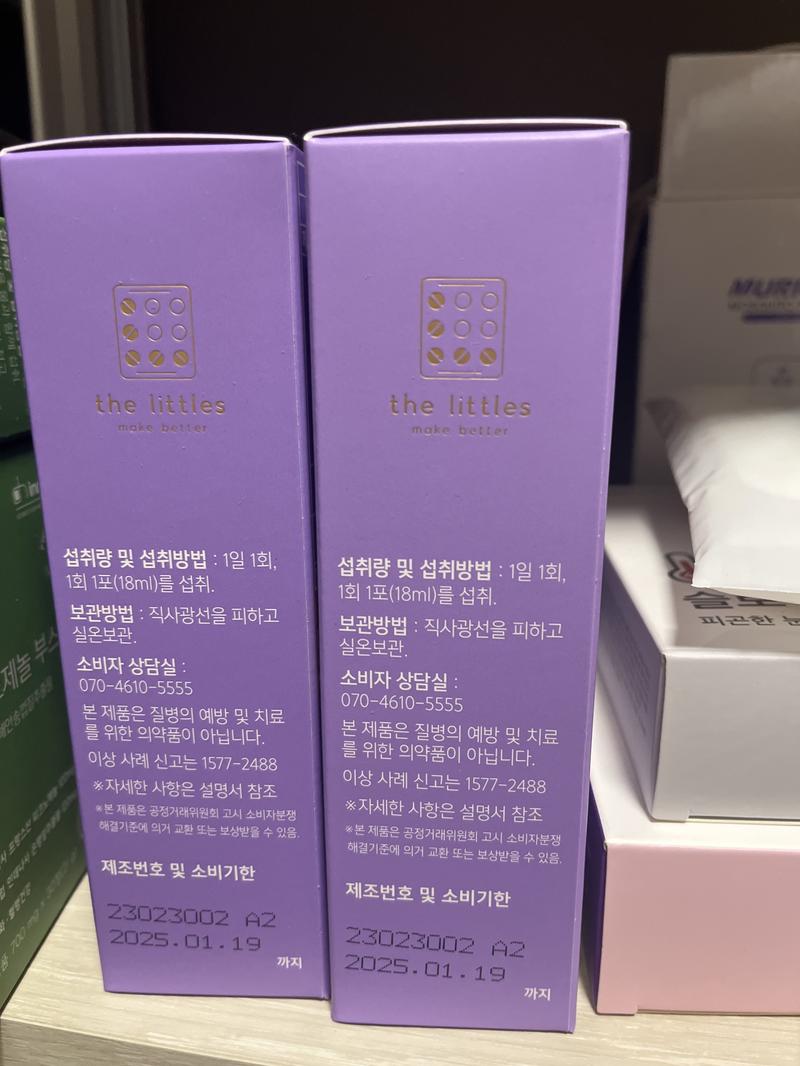 the littles
make better
섭취량 및 섭취방법 : 1일 1회,
1회 1포(18ml)를 섭취.
보관방법 : 직사광선을 피하고
실온보관.
소비자 상담실 :
070-4610-5555
본 제품은 질병의 예방 및 치료
를 위한 의약품이 아닙니다.
이상 사례 신고는 1577-2488
※자세한 사항은 설명서 참조
※본 제품은 공정거래위원회 고시 소비자분쟁
해결기준에 의거 교환 또는 보상받을 수 있음.
제조번호 및 소비기한
23023002 A2
2025.01.19
까지
the littles
make better
섭취량 및 섭취방법 : 1일 1회,
1회 1포(18ml)를 섭취.
보관방법 : 직사광선을 피하고
실온보관.
소비자 상담실 :
070-4610-5555
본 제품은 질병의 예방 및 치료
를 위한 의약품이 아닙니다.
이상 사례 신고는 1577-2488
※자세한 사항은 설명서 참조
※본 제품은 공정거래위원회 고시 소비자분쟁
해결기준에 의거 교환 또는 보상받을 수 있음.
제조번호 및 소비기한
23023002 A2
2025.01.19
까지
피곤한